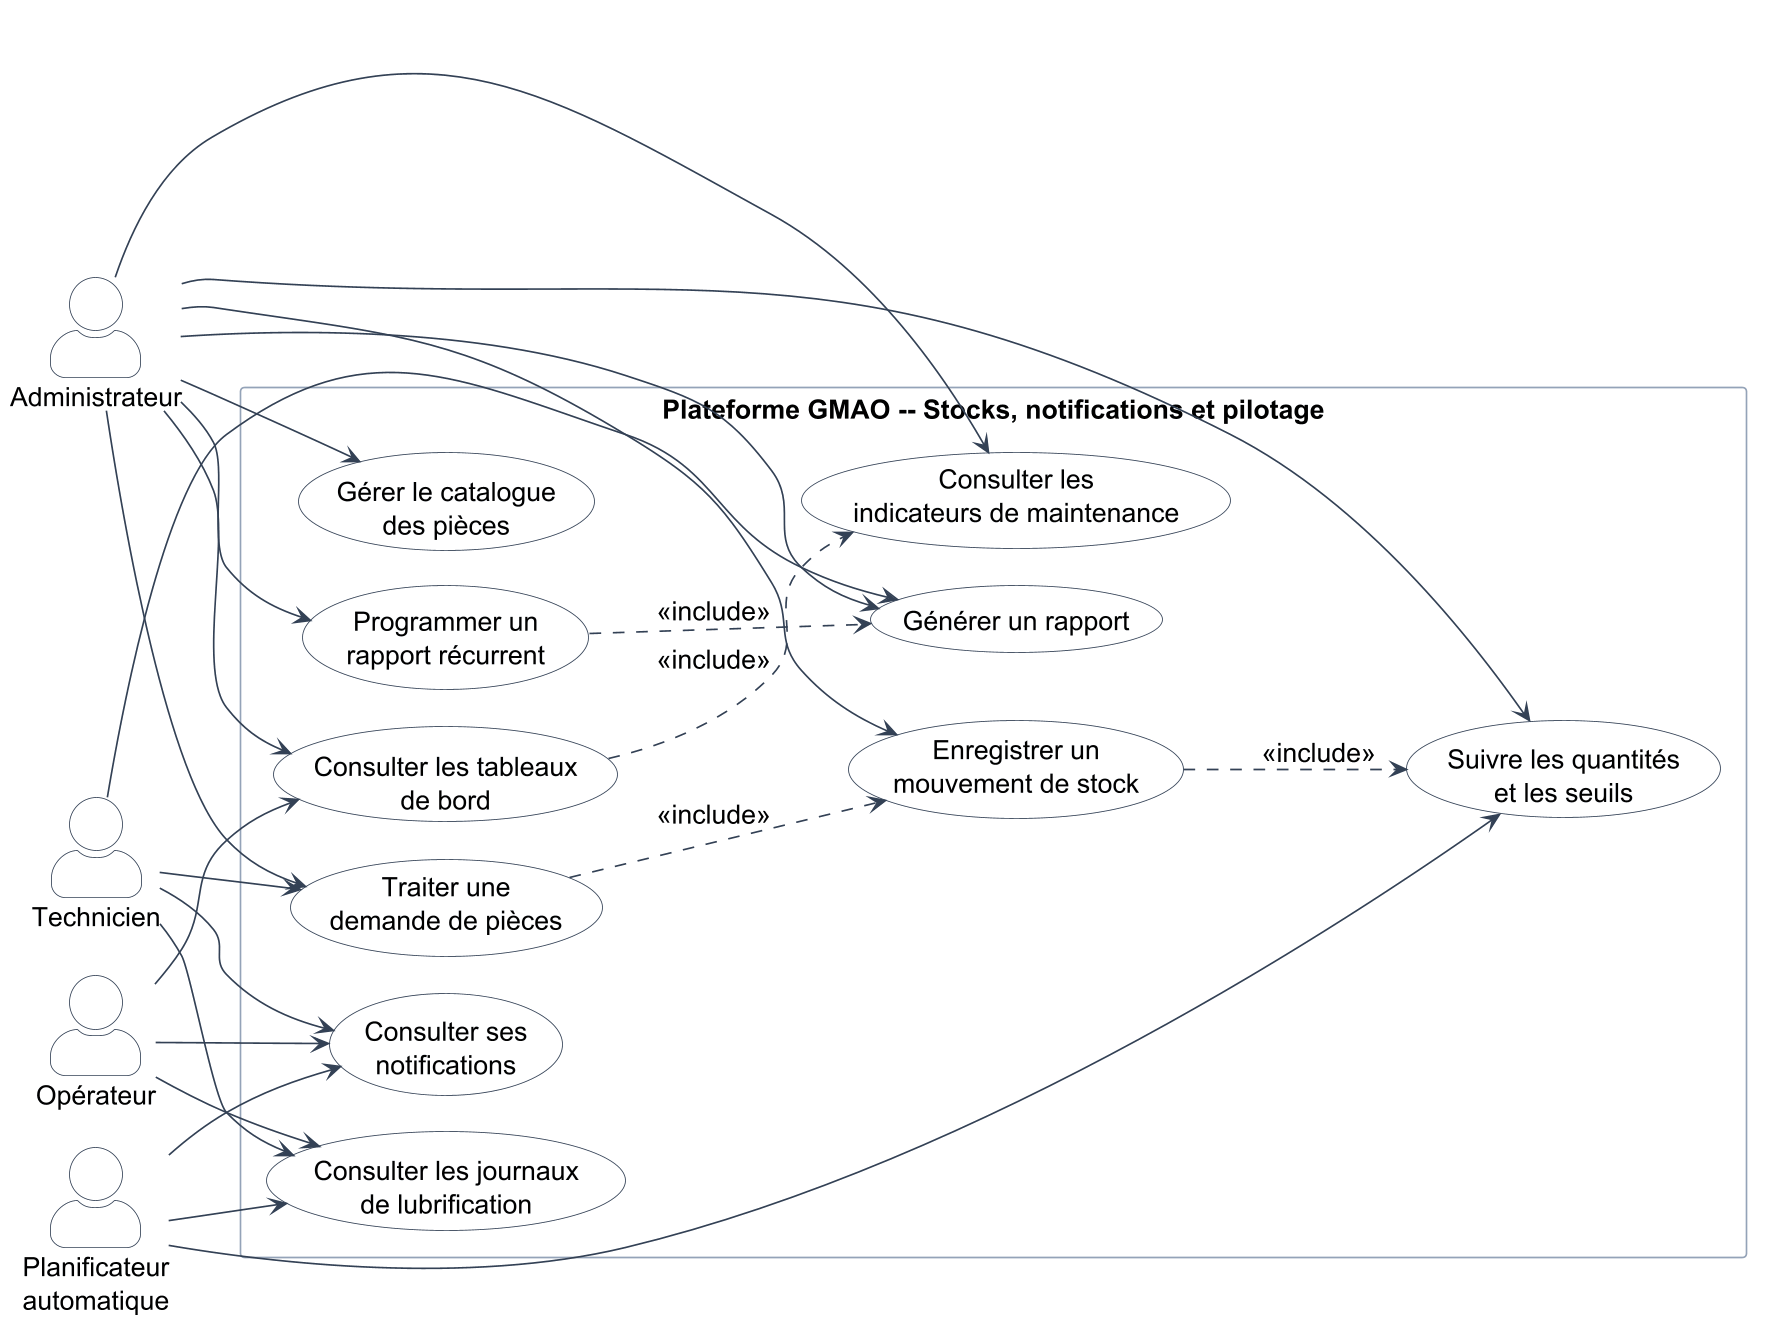 Administrateur
Plateforme GMAO -- Stocks, notifications et pilotage
Gérer le catalogue
des pièces
Consulter les
indicateurs de maintenance
Programmer un
rapport récurrent
«include»
Générer un rapport
«include»
Consulter les tableaux
de bord
Enregistrer un
mouvement de stock
«include»
Suivre les quantités
et les seuils
«include»
Traiter une
demande de pièces
Technicien
Consulter ses
notifications
Opérateur
Consulter les journaux
de lubrification
Planificateur
automatique